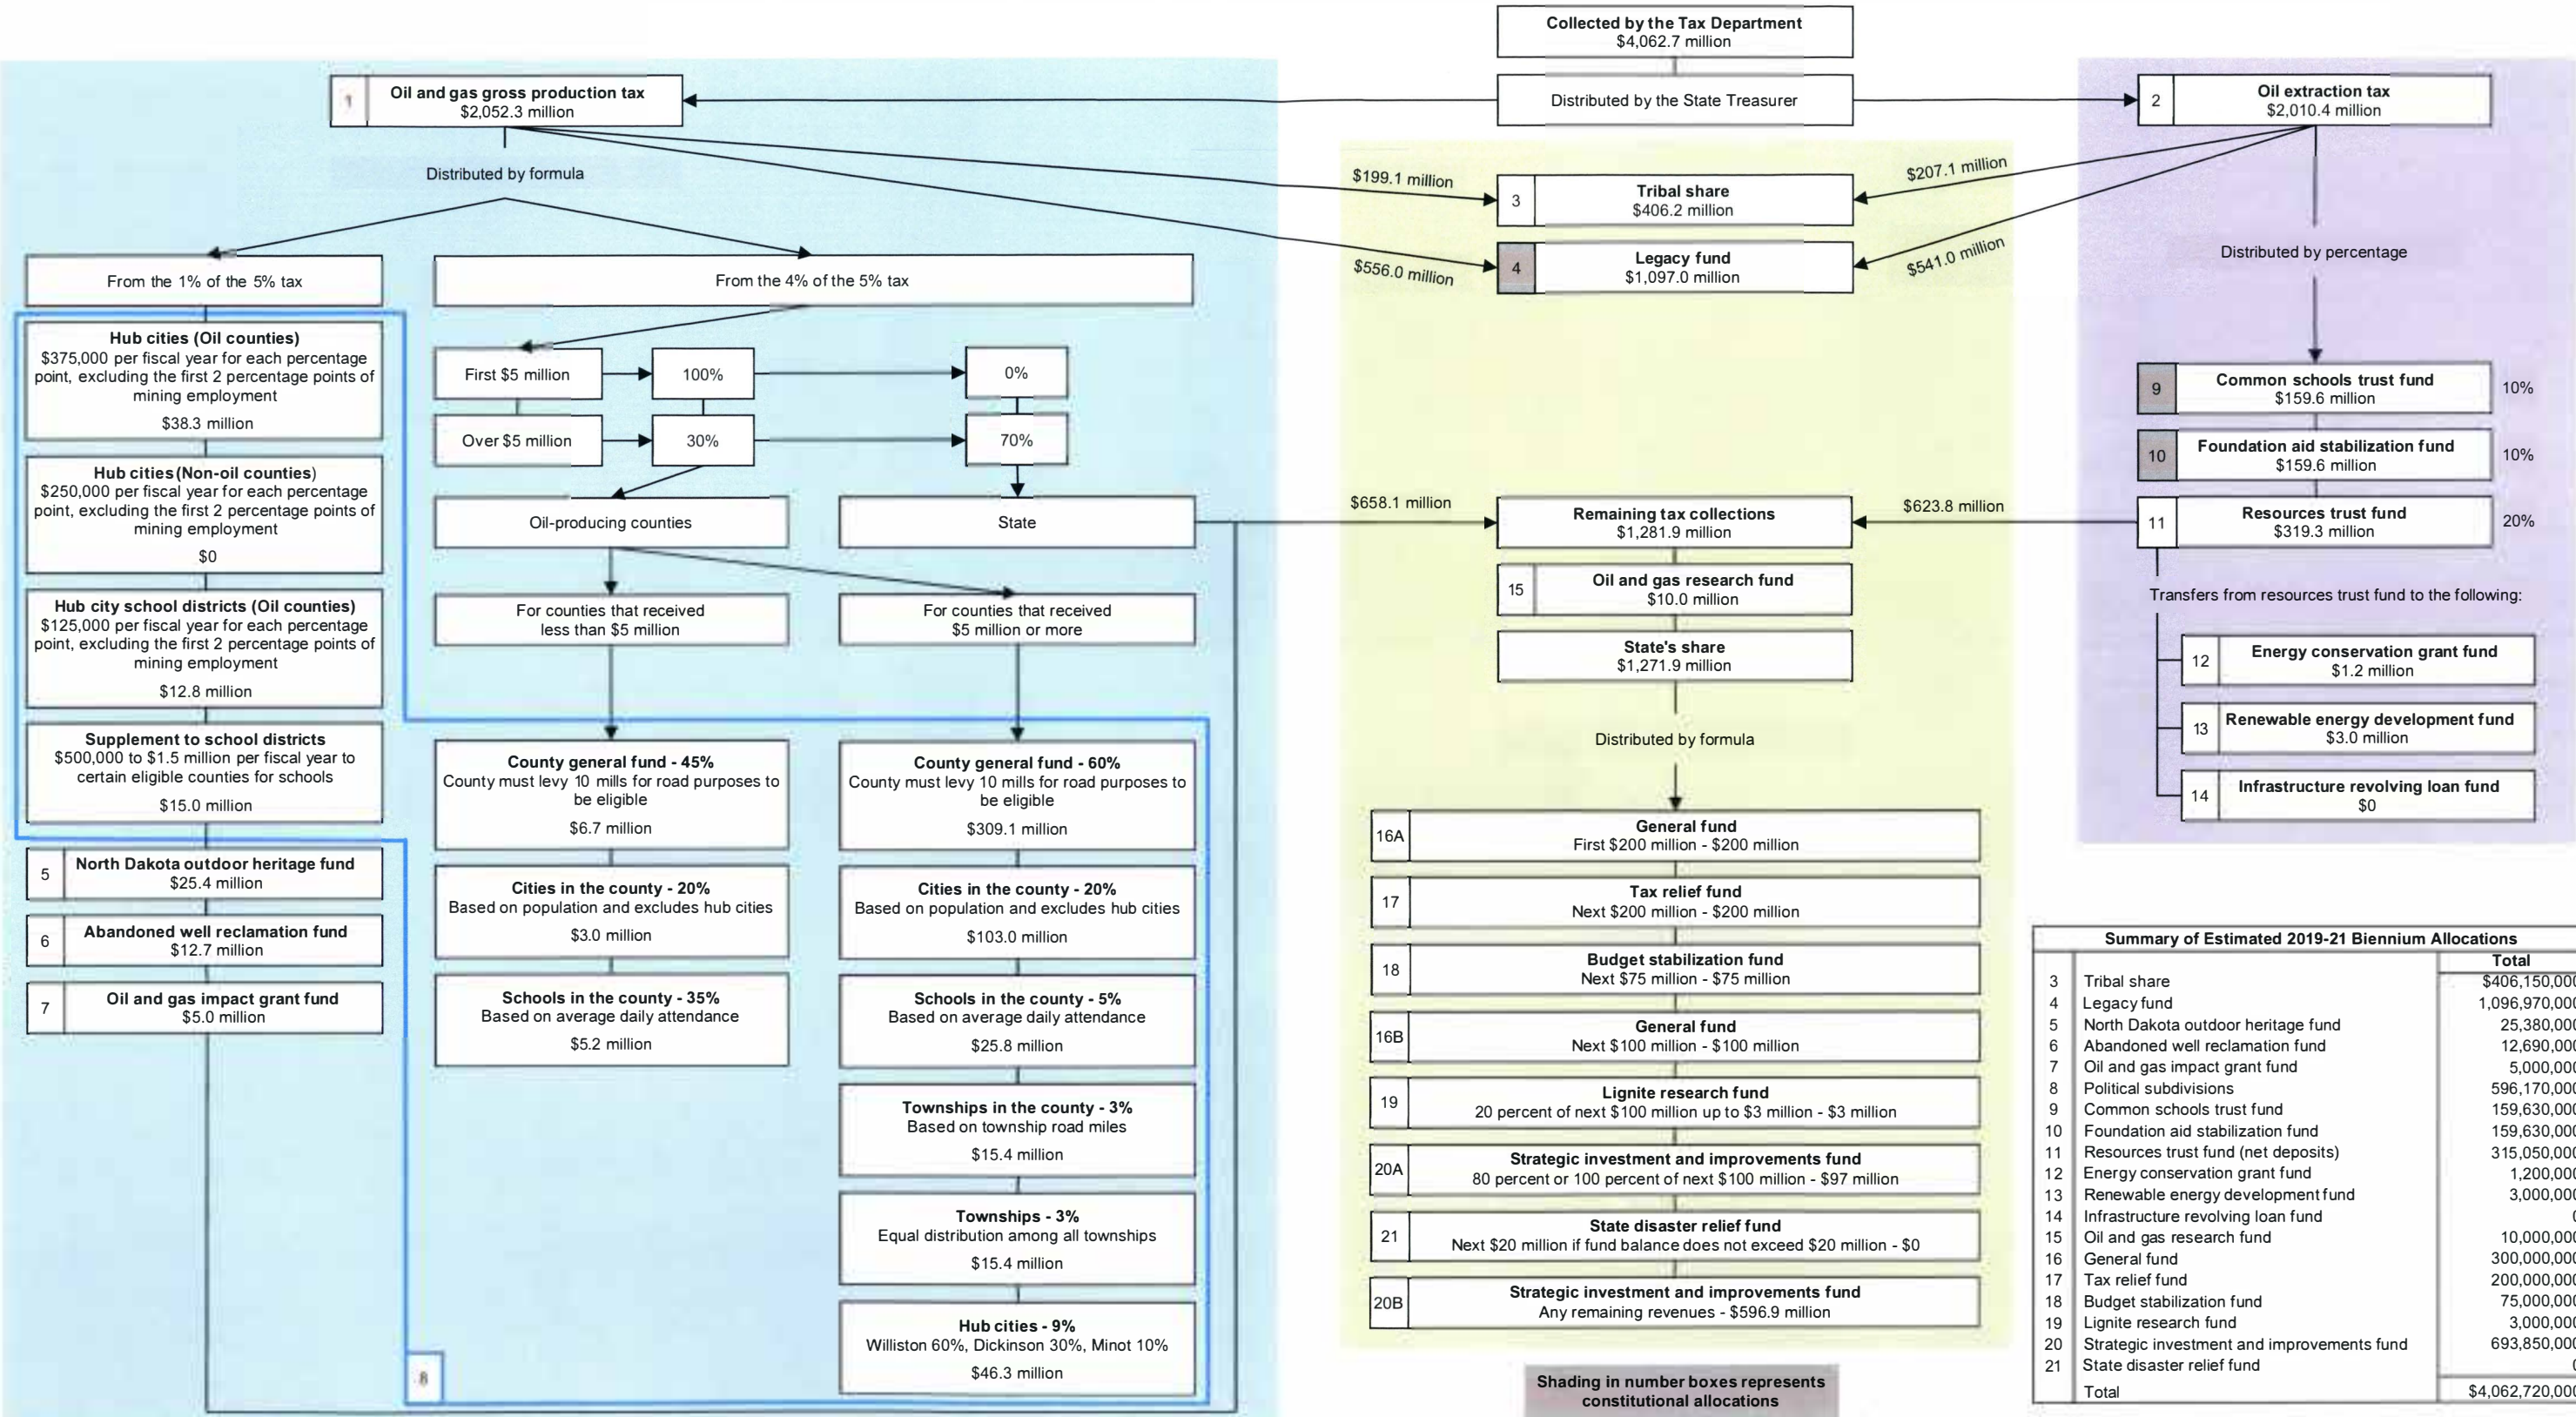 Collected by the Tax Department
$4,062.7 million
Distributed by the State Treasurer
1
Oil and gas gross production tax
$2,052.3 million
Distributed by formula
From the 1% of the 5% tax
Hub cities (Oil counties)
$375,000 per fiscal year for each percentage
point, excluding the first 2 percentage points of
mining employment
$38.3 million
Hub cities (Non-oil counties)
$250,000 per fiscal year for each percentage
point, excluding the first 2 percentage points of
mining employment
$0
Hub city school districts (Oil counties)
$125,000 per fiscal year for each percentage
point, excluding the first 2 percentage points of
mining employment
$12.8 million
Supplement to school districts
$500,000 to $1.5 million per fiscal year to
certain eligible counties for schools
$15.0 million
5
North Dakota outdoor heritage fund
$25.4 million
6
Abandoned well reclamation fund
$12.7 million
7
Oil and gas impact grant fund
$5.0 million
From the 4% of the 5% tax
First $5 million
100%
0%
Over $5 million
30%
70%
Oil-producing counties
State
For counties that received
less than $5 million
For counties that received
$5 million or more
County general fund - 45%
County must levy 10 mills for road purposes to
be eligible
$6.7 million
Cities in the county - 20%
Based on population and excludes hub cities
$3.0 million
Schools in the county - 35%
Based on average daily attendance
$5.2 million
County general fund - 60%
County must levy 10 mills for road purposes to
be eligible
$309.1 million
Cities in the county - 20%
Based on population and excludes hub cities
$103.0 million
Schools in the county - 5%
Based on average daily attendance
$25.8 million
Townships in the county - 3%
Based on township road miles
$15.4 million
Townships - 3%
Equal distribution among all townships
$15.4 million
Hub cities - 9%
Williston 60%, Dickinson 30%, Minot 10%
$46.3 million
8
$199.1 million
$207.1 million
3
Tribal share
$406.2 million
$556.0 million
$541.0 million
4
Legacy fund
$1,097.0 million
$658.1 million
$623.8 million
Remaining tax collections
$1,281.9 million
15
Oil and gas research fund
$10.0 million
State's share
$1,271.9 million
Distributed by formula
16A
General fund
First $200 million - $200 million
17
Tax relief fund
Next $200 million - $200 million
18
Budget stabilization fund
Next $75 million - $75 million
16B
General fund
Next $100 million - $100 million
19
Lignite research fund
20 percent of next $100 million up to $3 million - $3 million
20A
Strategic investment and improvements fund
80 percent or 100 percent of next $100 million - $97 million
21
State disaster relief fund
Next $20 million if fund balance does not exceed $20 million - $0
20B
Strategic investment and improvements fund
Any remaining revenues - $596.9 million
Shading in number boxes represents
constitutional allocations
2
Oil extraction tax
$2,010.4 million
Distributed by percentage
9
Common schools trust fund
$159.6 million
10%
10
Foundation aid stabilization fund
$159.6 million
10%
11
Resources trust fund
$319.3 million
20%
Transfers from resources trust fund to the following:
12
Energy conservation grant fund
$1.2 million
13
Renewable energy development fund
$3.0 million
14
Infrastructure revolving loan fund
$0
Summary of Estimated 2019-21 Biennium Allocations
Total
3 Tribal share $406,150,000
4 Legacy fund 1,096,970,000
5 North Dakota outdoor heritage fund 25,380,000
6 Abandoned well reclamation fund 12,690,000
7 Oil and gas impact grant fund 5,000,000
8 Political subdivisions 596,170,000
9 Common schools trust fund 159,630,000
10 Foundation aid stabilization fund 159,630,000
11 Resources trust fund (net deposits) 315,050,000
12 Energy conservation grant fund 1,200,000
13 Renewable energy development fund 3,000,000
14 Infrastructure revolving loan fund 0
15 Oil and gas research fund 10,000,000
16 General fund 300,000,000
17 Tax relief fund 200,000,000
18 Budget stabilization fund 75,000,000
19 Lignite research fund 3,000,000
20 Strategic investment and improvements fund 693,850,000
21 State disaster relief fund 0
Total $4,062,720,000